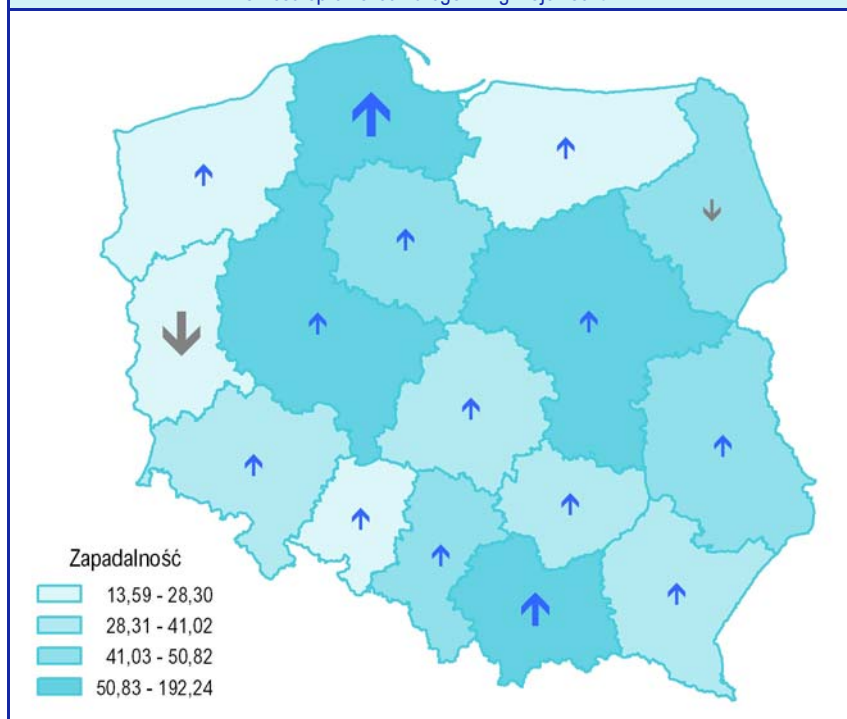 Zapadalność
13,59 - 28,30
28,31 - 41,02
41,03 - 50,82
50,83 - 192,24